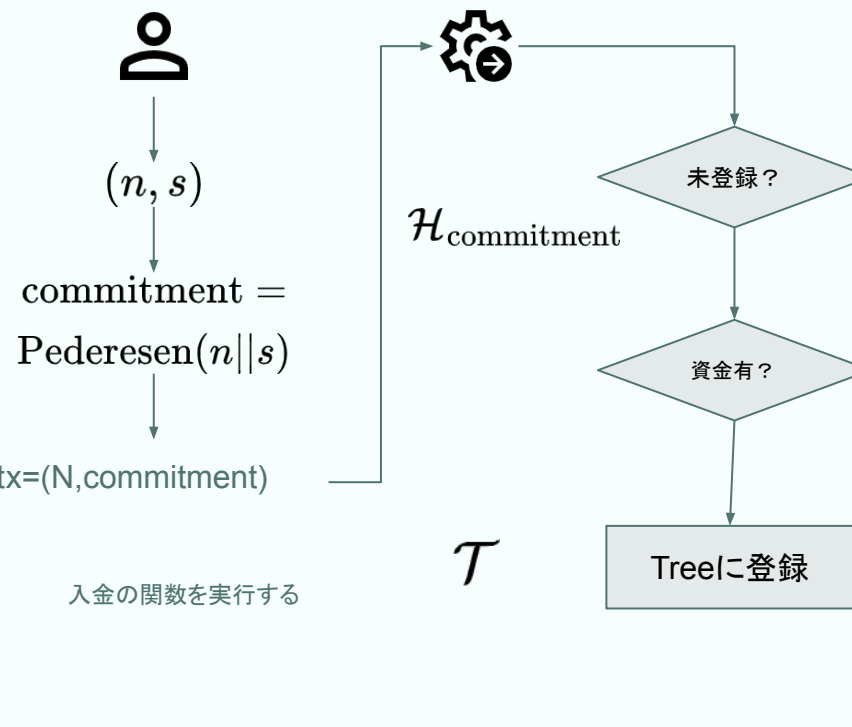 (n, s)
commitment =
Pederesen(n||s)
tx=(N,commitment)
入金の関数を実行する
ℋcommitment
𝒯
未登録？
資金有？
Treeに登録